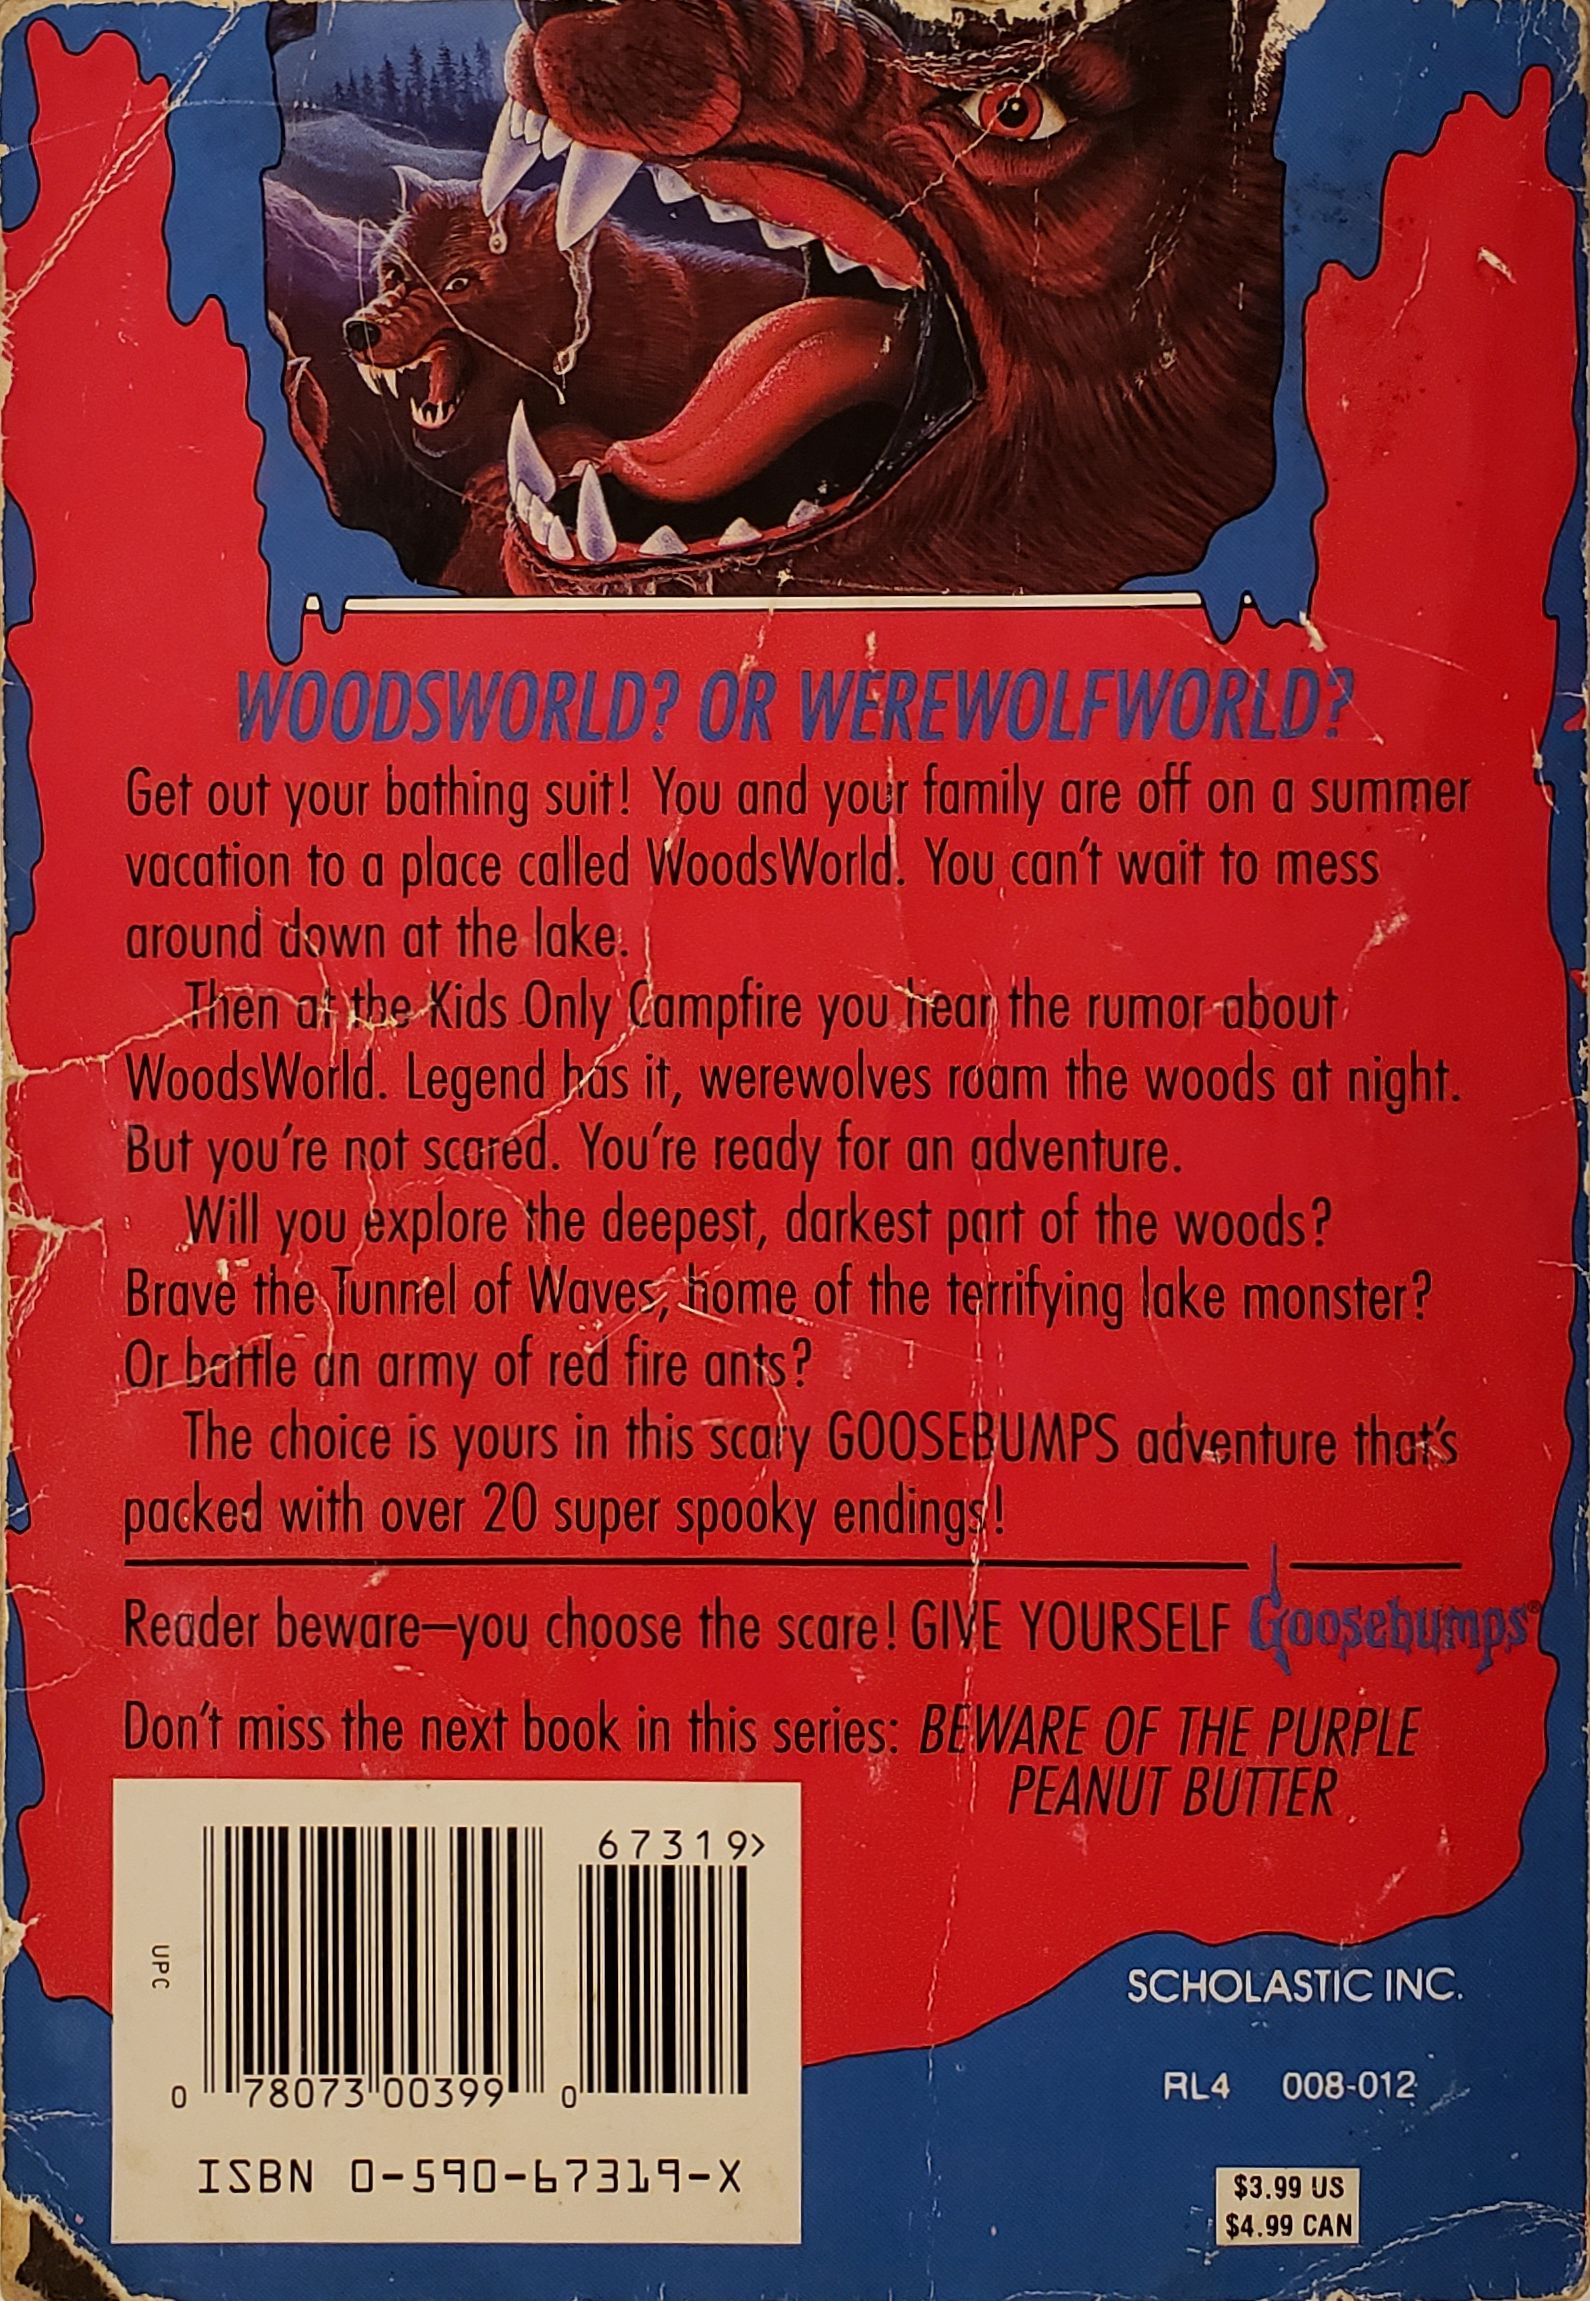 WOODSWORLD? OR WEREWOLFWORLD?
Get out your bathing suit! You and your family are off on a summer
vacation to a place called WoodsWorld. You can't wait to mess
around down at the lake.
Then at the Kids Only Campfire you hear the rumor about
WoodsWorld. Legend has it, werewolves roam the woods at night.
But you're not scared. You're ready for an adventure.
Will you explore the deepest, darkest part of the woods?
Brave the Tunnel of Waves, home of the terrifying lake monster?
Or battle an army of red fire ants?
The choice is yours in this scary GOOSEBUMPS adventure that's
packed with over 20 super spooky endings!
Reader beware—you choose the scare! GIVE YOURSELF Goosebumps®
Don't miss the next book in this series: BEWARE OF THE PURPLE
PEANUT BUTTER
67319>
UPC
0 78073 00399 0
ISBN 0-590-67319-X
SCHOLASTIC INC.
RL4 008-012
$3.99 US
$4.99 CAN